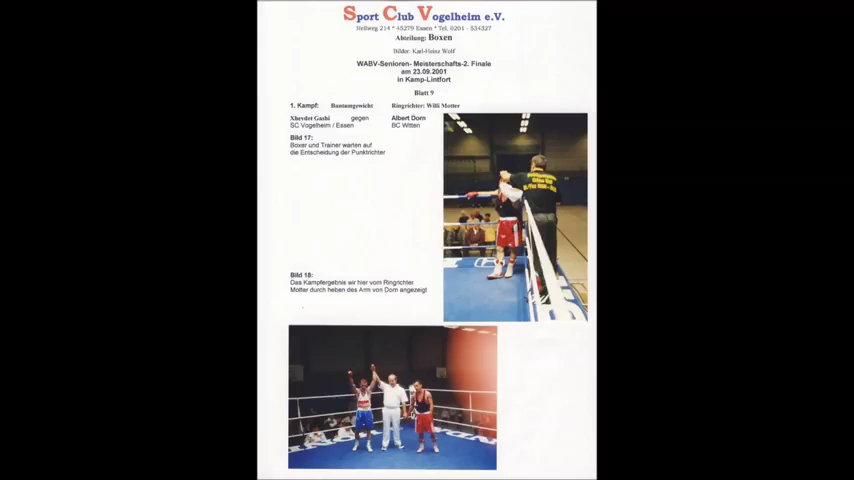 Sport Club Vogelheim e.V.
Hellweg 214 * 45279 Essen * Tel. 0201 - 534327
Abteilung: Boxen
Bilder: Karl-Heinz Wolf
WABV-Senioren- Meisterschafts-2. Finale
am 23.09.2001
in Kamp-Lintfort
Blatt 9
1. Kampf: Bantamgewicht Ringrichter: Willi Motter
Xhevdet Gashi gegen Albert Dorn
SC Vogelheim / Essen BC Witten
Bild 17:
Boxer und Trainer warten auf
die Entscheidung der Punktrichter
Bild 18:
Das Kampfergebnis wir hier vom Ringrichter
Motter durch heben des Arm von Dorn angezeigt